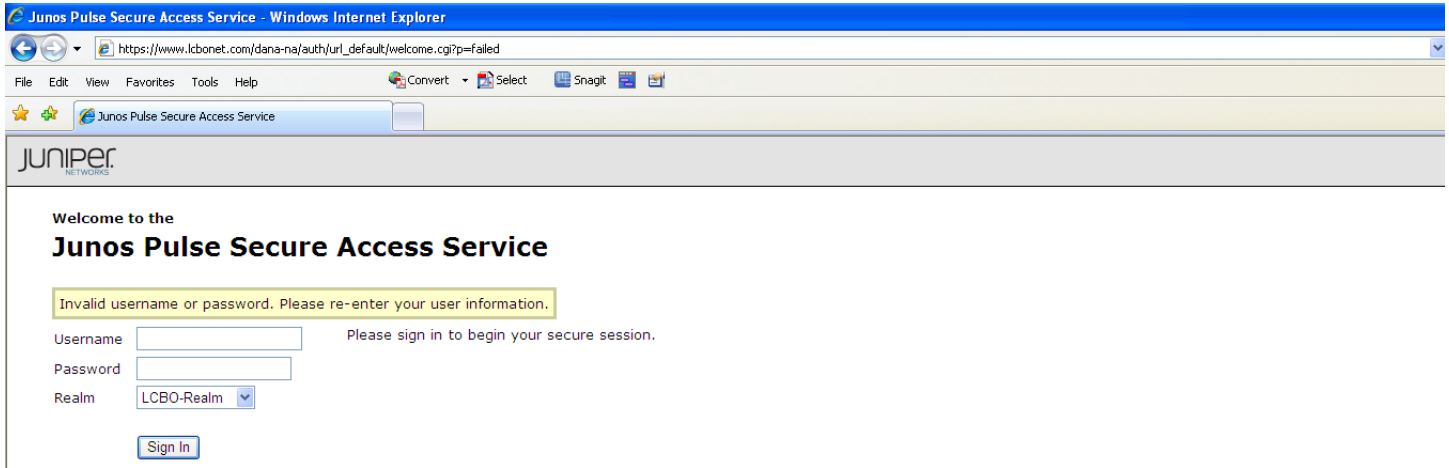 Junos Pulse Secure Access Service - Windows Internet Explorer
https://www.lcbonet.com/dana-na/auth/url_default/welcome.cgi?p=failed
File Edit View Favorites Tools Help Convert Select Snagit
Junos Pulse Secure Access Service
JUNIPER
NETWORKS
Welcome to the
Junos Pulse Secure Access Service
Invalid username or password. Please re-enter your user information.
Username Please sign in to begin your secure session.
Password
Realm LCBO-Realm
Sign In